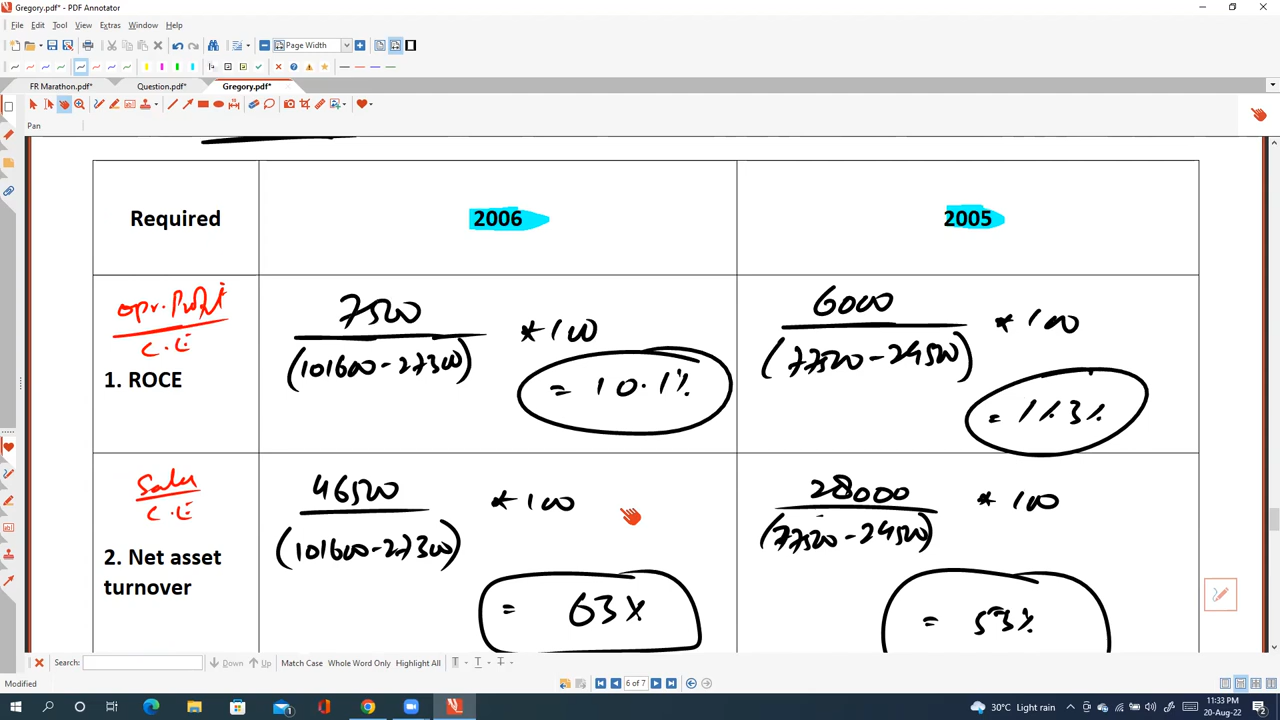 Gregory.pdf* - PDF Annotator
File Edit Tool View Extras Window Help
Page Width
FR Marathon.pdf* Question.pdf* Gregory.pdf*
Pan
Required 2006 2005
opr. Profit
C.E
1. ROCE
7500
(101600-27300)
*100
= 10.1%
6000
(77500-24500)
*100
= 11.3%
Sales
C.E
2. Net asset
turnover
46500
(101600-27300)
*100
= 63%
28000
(77500-24500)
*100
= 53%
Search: Down Up Match Case Whole Word Only Highlight All
Modified 6 of 7
30°C Light rain 11:33 PM
20-Aug-22